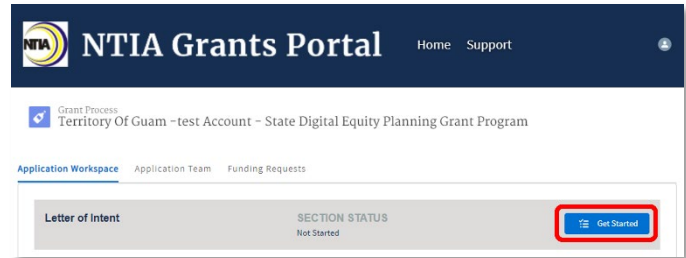 NTIA NTIA Grants Portal Home Support
Grant Process
Territory Of Guam -test Account - State Digital Equity Planning Grant Program
Application Workspace Application Team Funding Requests
Letter of Intent SECTION STATUS Get Started
Not Started